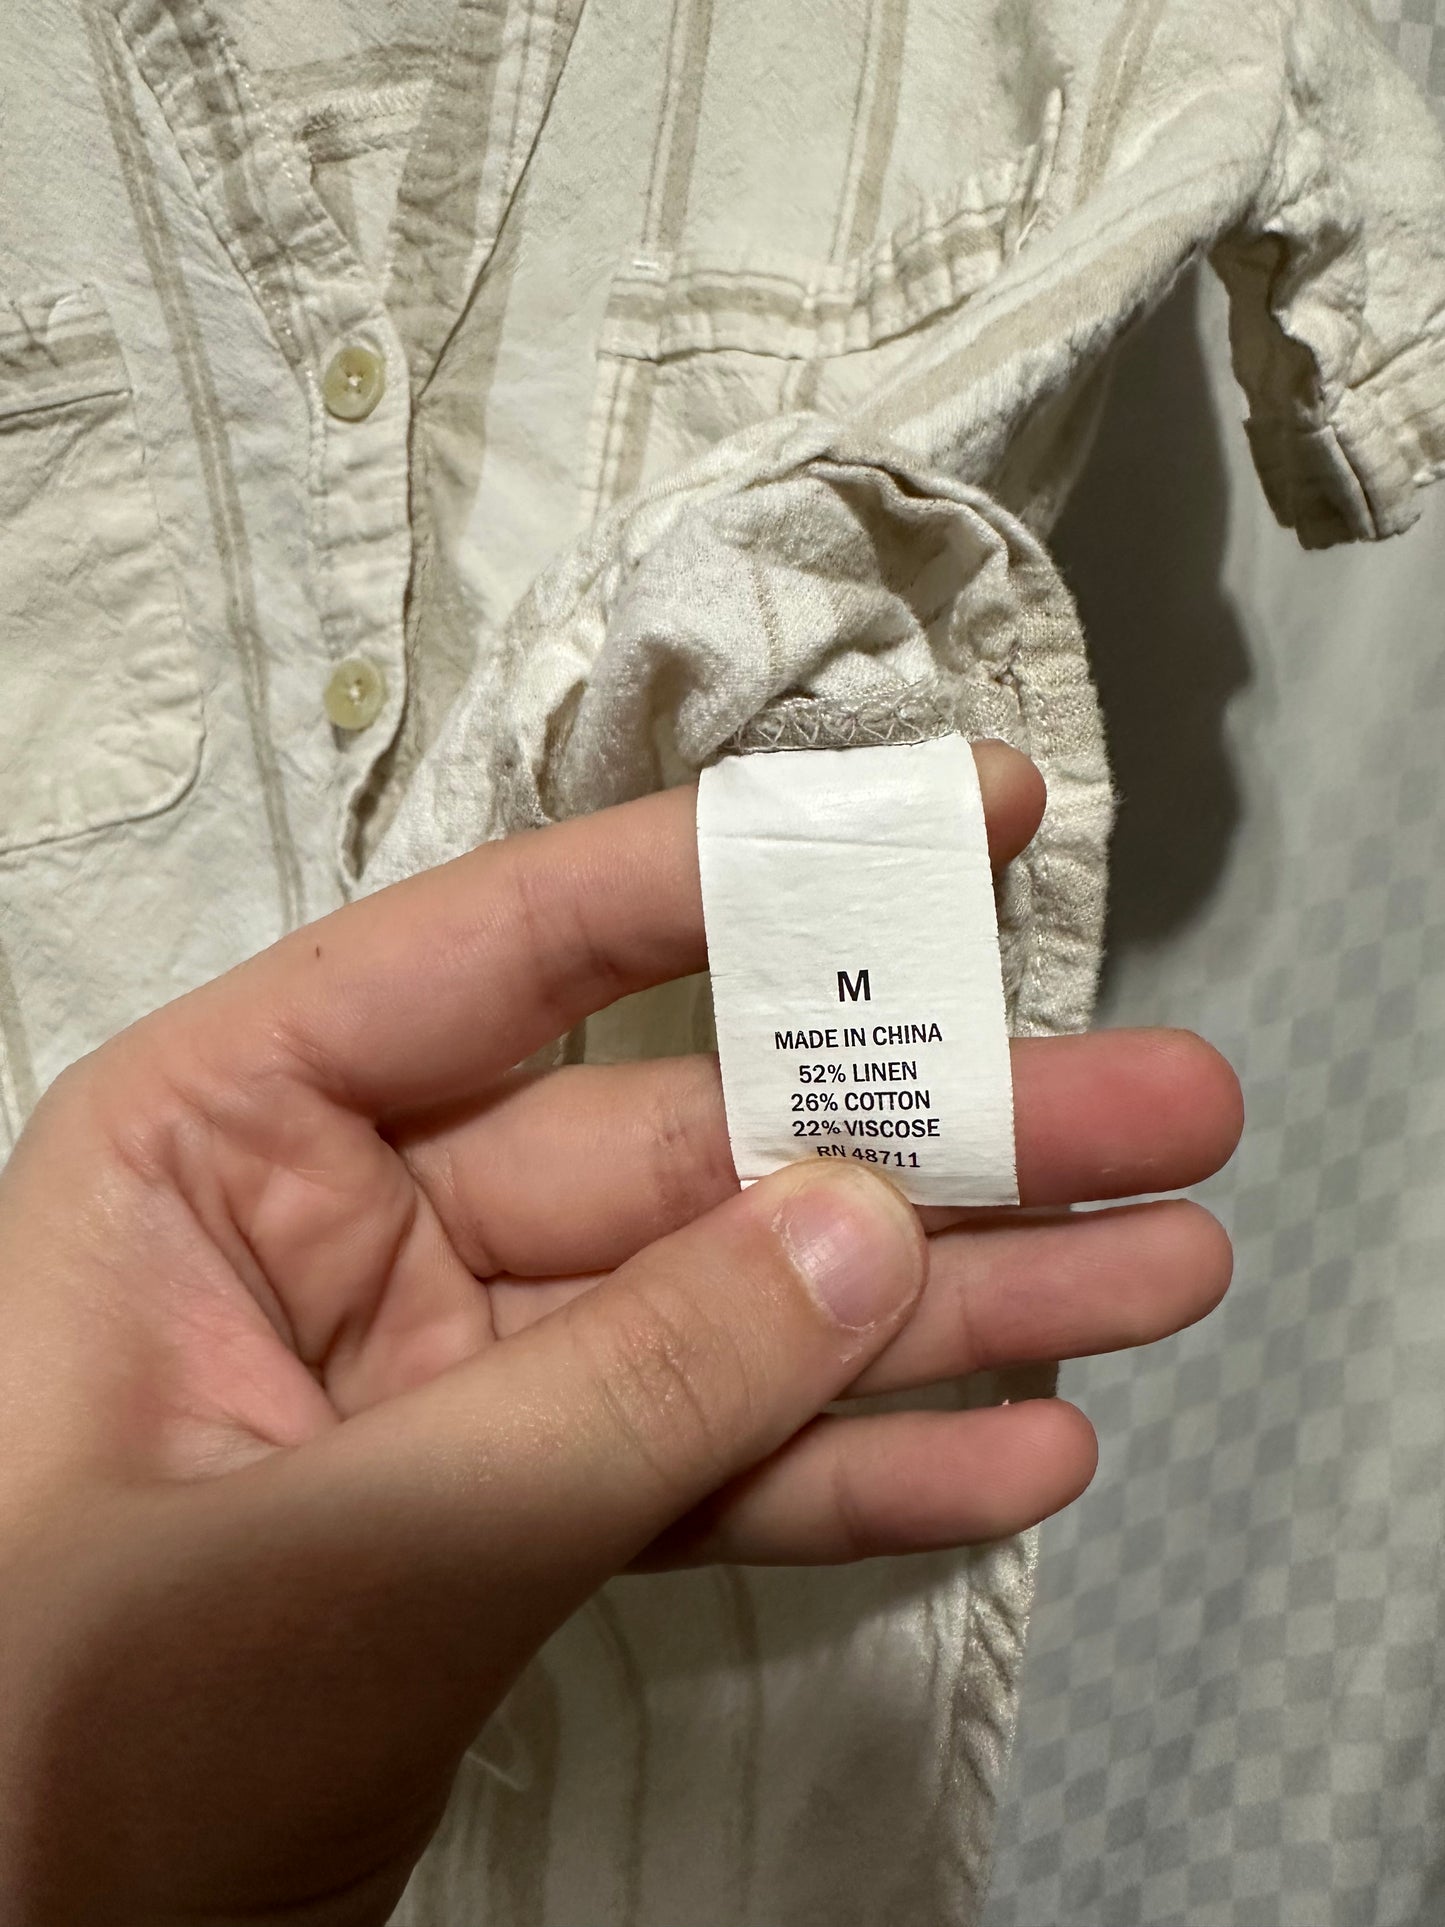 M
MADE IN CHINA
52% LINEN
26% COTTON
22% VISCOSE
RN 48711